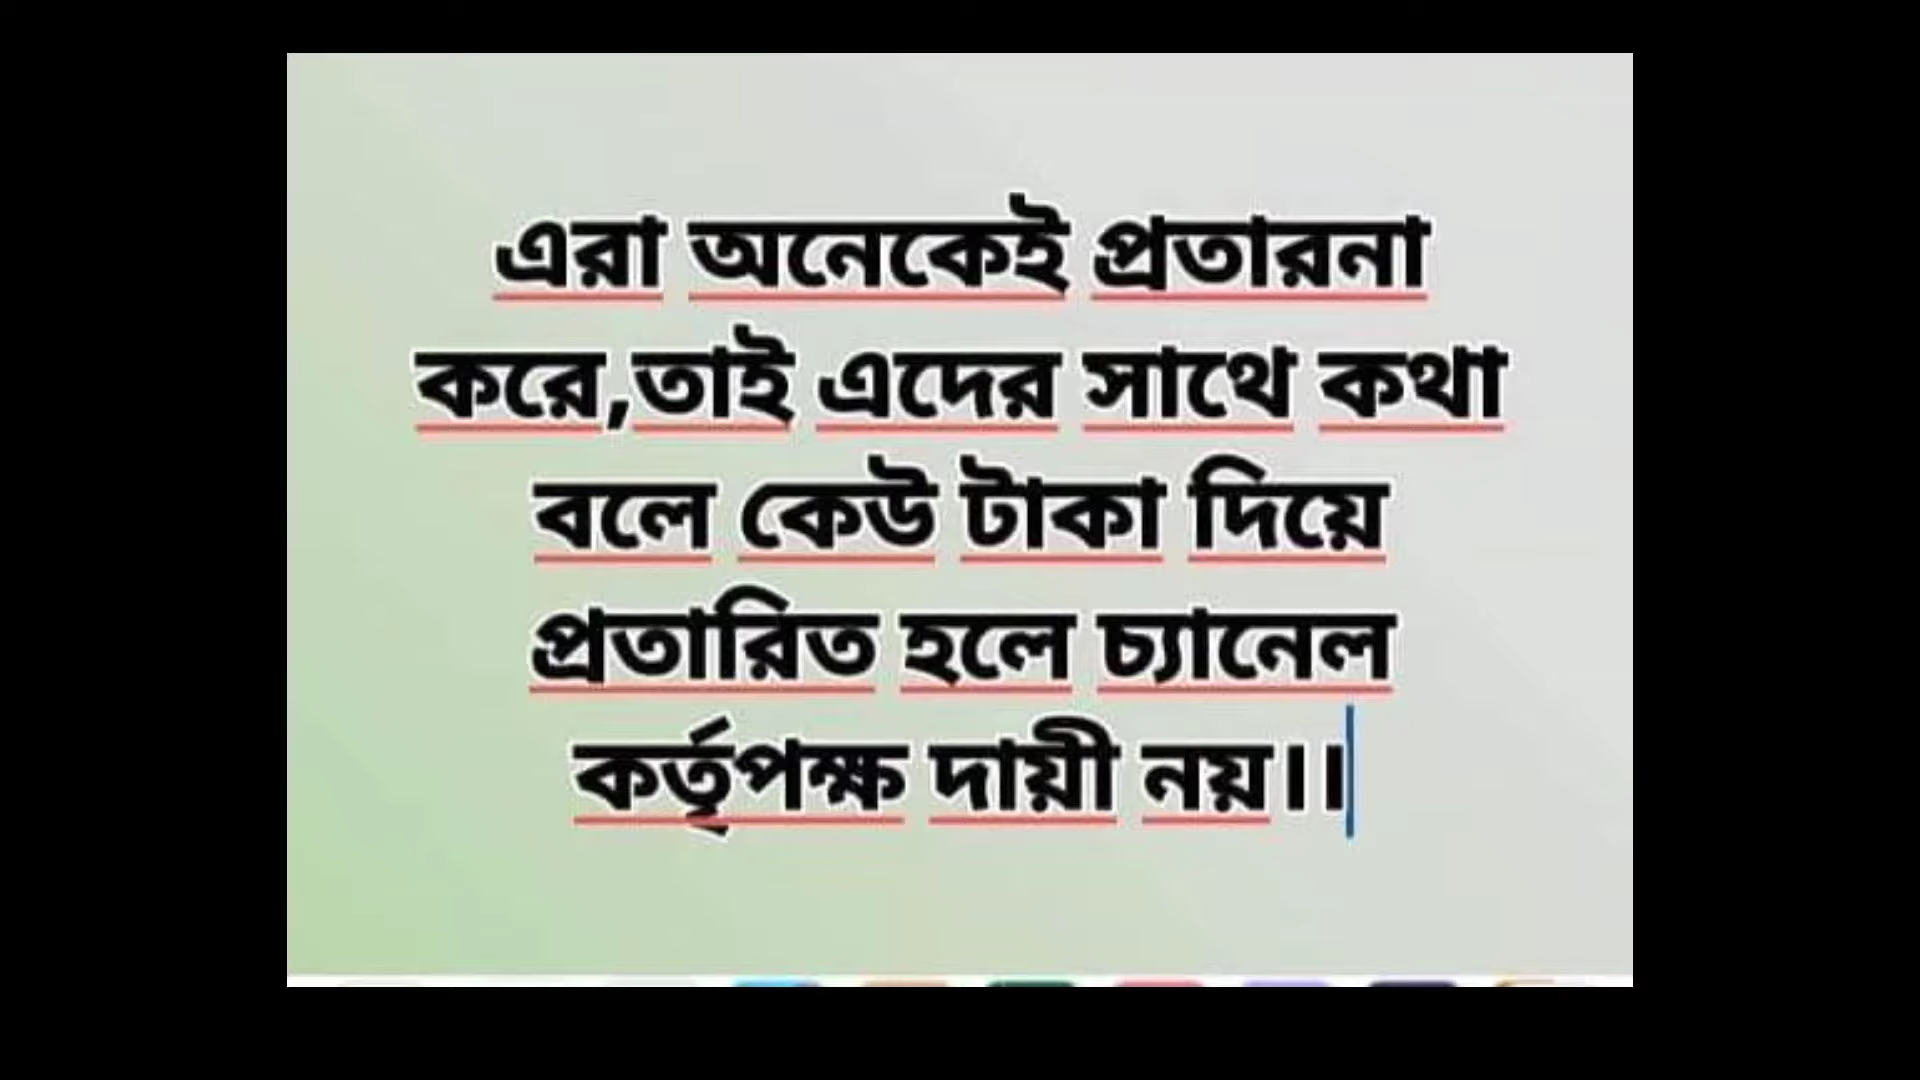 এরা অনেকেই প্রতারনা
করে,তাই এদের সাথে কথা
বলে কেউ টাকা দিয়ে
প্রতারিত হলে চ্যানেল
কর্তৃপক্ষ দায়ী নয়।।